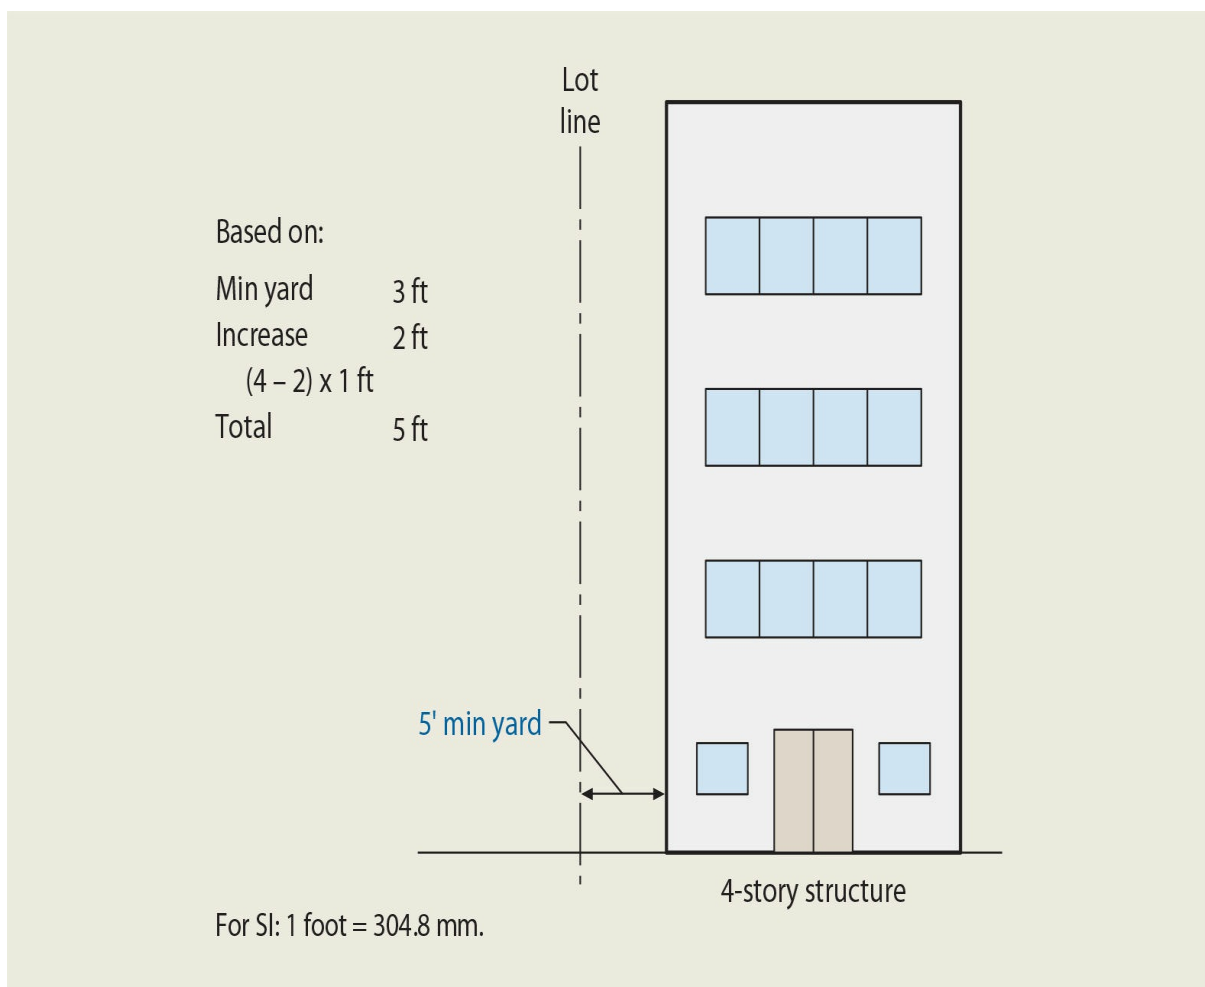 Lot
line
Based on:
Min yard 3 ft
Increase 2 ft
(4 – 2) x 1 ft
Total 5 ft
5' min yard
4-story structure
For SI: 1 foot = 304.8 mm.